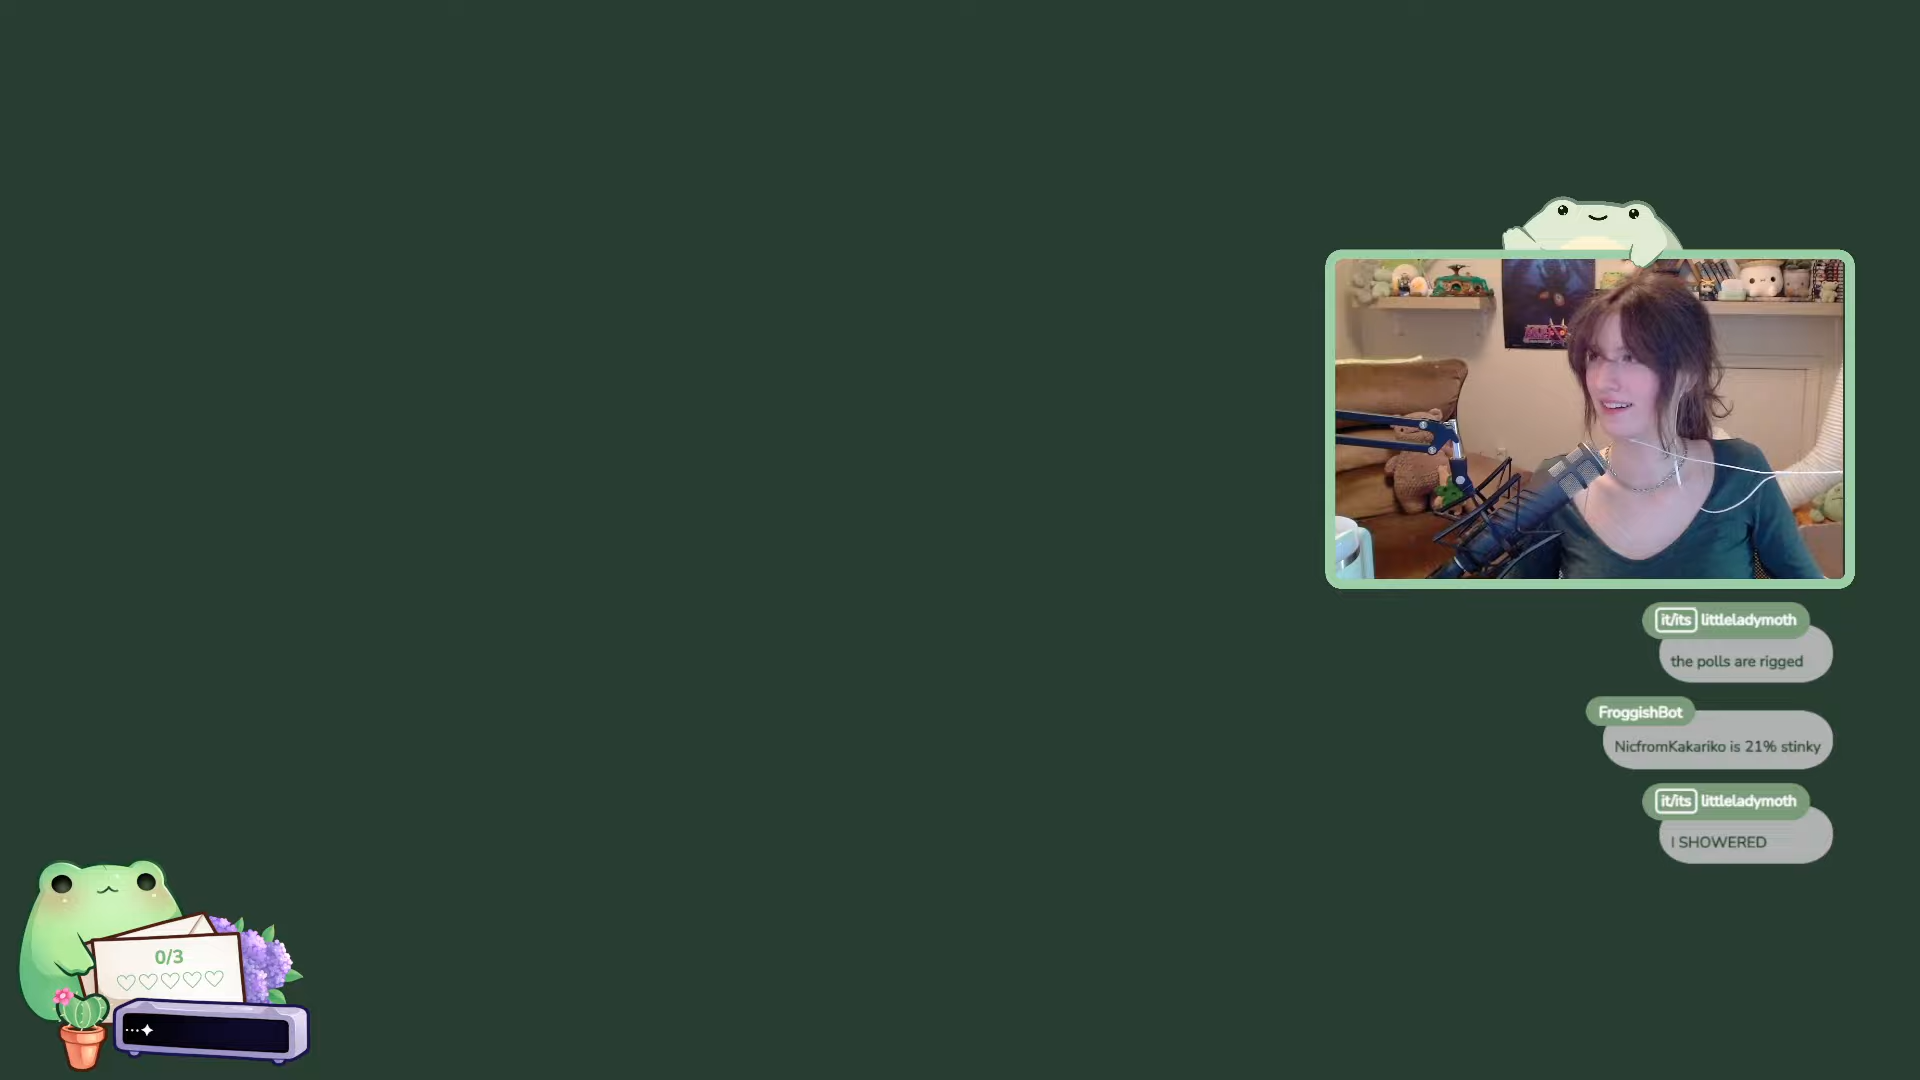 it/its littleladymoth
the polls are rigged
FroggishBot
NicfromKakariko is 21% stinky
it/its littleladymoth
I SHOWERED
0/3